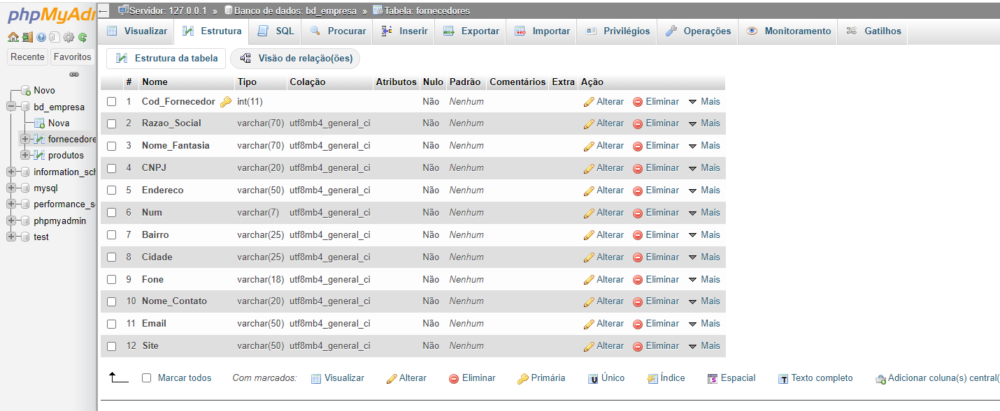 phpMyAdm
Servidor: 127.0.0.1 » Banco de dados: bd_empresa » Tabela: fornecedores
Visualizar Estrutura SQL Procurar Inserir Exportar Importar Privilégios Operações Monitoramento Gatilhos
Recente Favoritos
Novo
bd_empresa
Nova
fornecedore
produtos
information_sch
mysql
performance_s
phpmyadmin
test
Estrutura da tabela Visão de relação(ões)
# Nome Tipo Colação Atributos Nulo Padrão Comentários Extra Ação
1 Cod_Fornecedor int(11) Não Nenhum Alterar Eliminar Mais
2 Razao_Social varchar(70) utf8mb4_general_ci Não Nenhum Alterar Eliminar Mais
3 Nome_Fantasia varchar(70) utf8mb4_general_ci Não Nenhum Alterar Eliminar Mais
4 CNPJ varchar(20) utf8mb4_general_ci Não Nenhum Alterar Eliminar Mais
5 Endereco varchar(50) utf8mb4_general_ci Não Nenhum Alterar Eliminar Mais
6 Num varchar(7) utf8mb4_general_ci Não Nenhum Alterar Eliminar Mais
7 Bairro varchar(25) utf8mb4_general_ci Não Nenhum Alterar Eliminar Mais
8 Cidade varchar(25) utf8mb4_general_ci Não Nenhum Alterar Eliminar Mais
9 Fone varchar(18) utf8mb4_general_ci Não Nenhum Alterar Eliminar Mais
10 Nome_Contato varchar(20) utf8mb4_general_ci Não Nenhum Alterar Eliminar Mais
11 Email varchar(50) utf8mb4_general_ci Não Nenhum Alterar Eliminar Mais
12 Site varchar(50) utf8mb4_general_ci Não Nenhum Alterar Eliminar Mais
Marcar todos Com marcados: Visualizar Alterar Eliminar Primária Único Índice Espacial Texto completo Adicionar coluna(s) central(